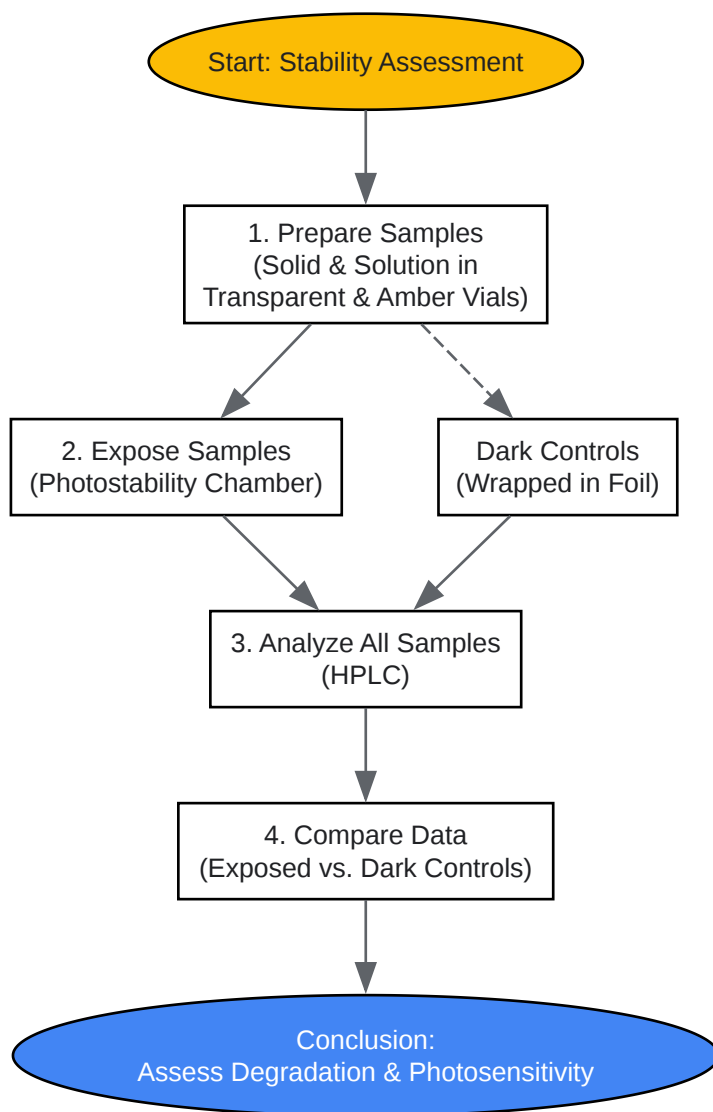 Start: Stability Assessment
1. Prepare Samples
(Solid & Solution in
Transparent & Amber Vials)
2. Expose Samples
(Photostability Chamber)
Dark Controls
(Wrapped in Foil)
3. Analyze All Samples
(HPLC)
4. Compare Data
(Exposed vs. Dark Controls)
Conclusion:
Assess Degradation & Photosensitivity